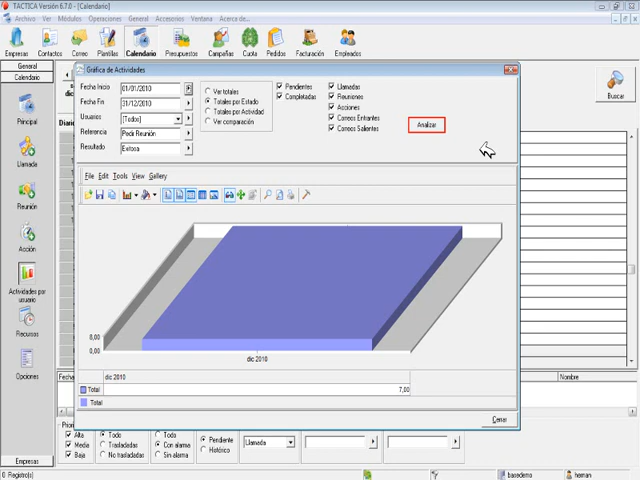 TACTICA Versión 6.7.0 - [Calendario]
Archivo Ver Módulos Operaciones General Accesorios Ventana Acerca de...
Empresas Contactos Correo Plantillas Calendario Presupuestos Campañas Cuota Pedidos Facturación Empleados
General
Calendario
Principal
Llamada
Reunión
Acción
Actividades por usuario
Recursos
Opciones
Empresas
Buscar
Gráfica de Actividades
Fecha Inicio 01/01/2010
Fecha Fin 31/12/2010
Usuarios [Todos]
Referencia Pedir Reunión
Resultado Exitosa
Ver totales
Totales por Estado
Totales por Actividad
Ver comparación
Pendientes
Completadas
Llamadas
Reuniones
Acciones
Correos Entrantes
Correos Salientes
Analizar
File Edit Tools View Gallery
8,00
0,00
dic 2010
dic 2010
Total 7,00
Total
Cerrar
Nombre
Alta
Media
Baja
Todo
Trasladadas
No trasladadas
Todo
Con alarma
Sin alarma
Pendiente
Histórico
Llamada
0 Registro(s)
basedemo
hernan